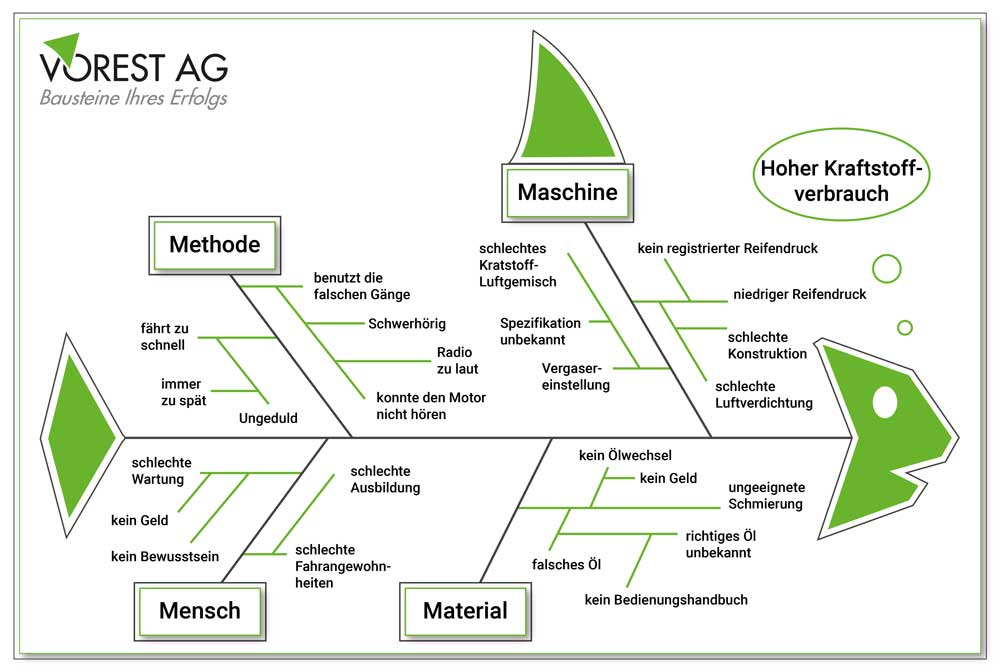 VOREST AG
Bausteine Ihres Erfolgs
Hoher Kraftstoff-
verbrauch
Maschine
Methode
schlechtes
Kratstoff-
Luftgemisch
Spezifikation
unbekannt
Vergaser-
einstellung
kein registrierter Reifendruck
niedriger Reifendruck
schlechte
Konstruktion
schlechte
Luftverdichtung
benutzt die
falschen Gänge
Schwerhörig
Radio
zu laut
konnte den Motor
nicht hören
fährt zu
schnell
immer
zu spät
Ungeduld
schlechte
Wartung
kein Geld
kein Bewusstsein
schlechte
Ausbildung
schlechte
Fahrangewohn-
heiten
Mensch
kein Ölwechsel
kein Geld
ungeeignete
Schmierung
falsches Öl
richtiges Öl
unbekannt
kein Bedienungshandbuch
Material